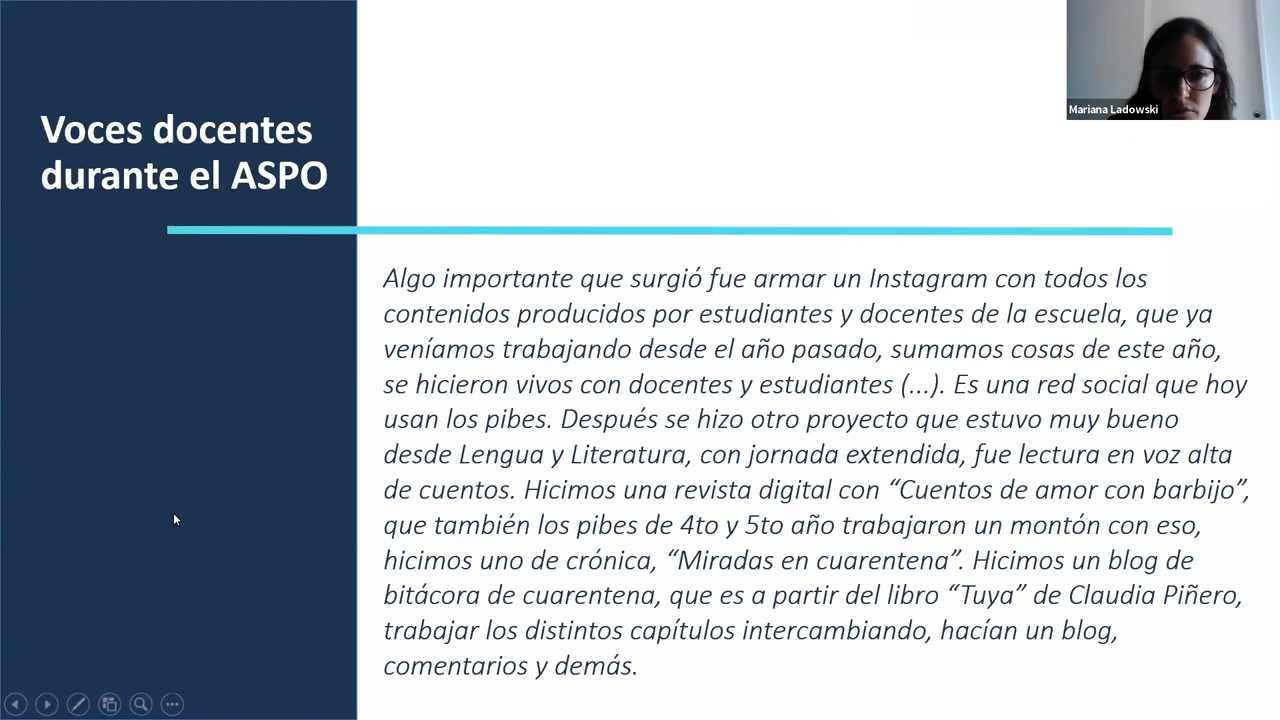 Voces docentes
durante el ASPO
Mariana Ladowski
Algo importante que surgió fue armar un Instagram con todos los
contenidos producidos por estudiantes y docentes de la escuela, que ya
veníamos trabajando desde el año pasado, sumamos cosas de este año,
se hicieron vivos con docentes y estudiantes (...). Es una red social que hoy
usan los pibes. Después se hizo otro proyecto que estuvo muy bueno
desde Lengua y Literatura, con jornada extendida, fue lectura en voz alta
de cuentos. Hicimos una revista digital con “Cuentos de amor con barbijo”,
que también los pibes de 4to y 5to año trabajaron un montón con eso,
hicimos uno de crónica, “Miradas en cuarentena”. Hicimos un blog de
bitácora de cuarentena, que es a partir del libro “Tuya” de Claudia Piñero,
trabajar los distintos capítulos intercambiando, hacían un blog,
comentarios y demás.